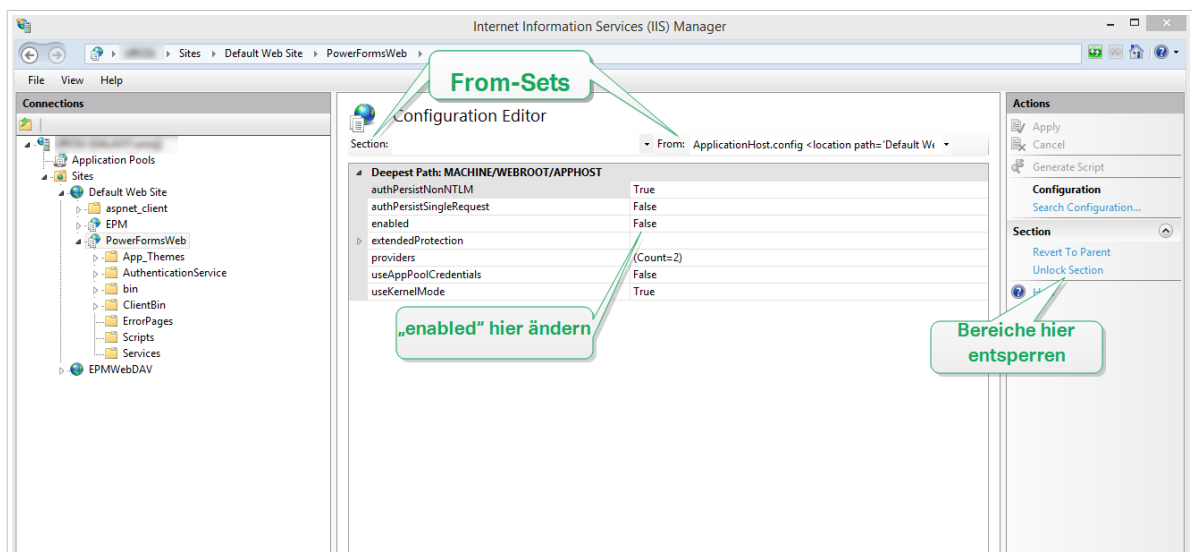 Internet Information Services (IIS) Manager
Sites Default Web Site PowerFormsWeb
File View Help
Connections
Application Pools
Sites
Default Web Site
aspnet_client
EPM
PowerFormsWeb
App_Themes
AuthenticationService
bin
ClientBin
ErrorPages
Scripts
Services
EPMWebDAV
From-Sets
Configuration Editor
Section: From: ApplicationHost.config <location path='Default We
Deepest Path: MACHINE/WEBROOT/APPHOST
authPersistNonNTLM True
authPersistSingleRequest False
enabled False
extendedProtection
providers (Count=2)
useAppPoolCredentials False
useKernelMode True
„enabled“ hier ändern
Actions
Apply
Cancel
Generate Script
Configuration
Search Configuration...
Section
Revert To Parent
Unlock Section
Bereiche hier
entsperren